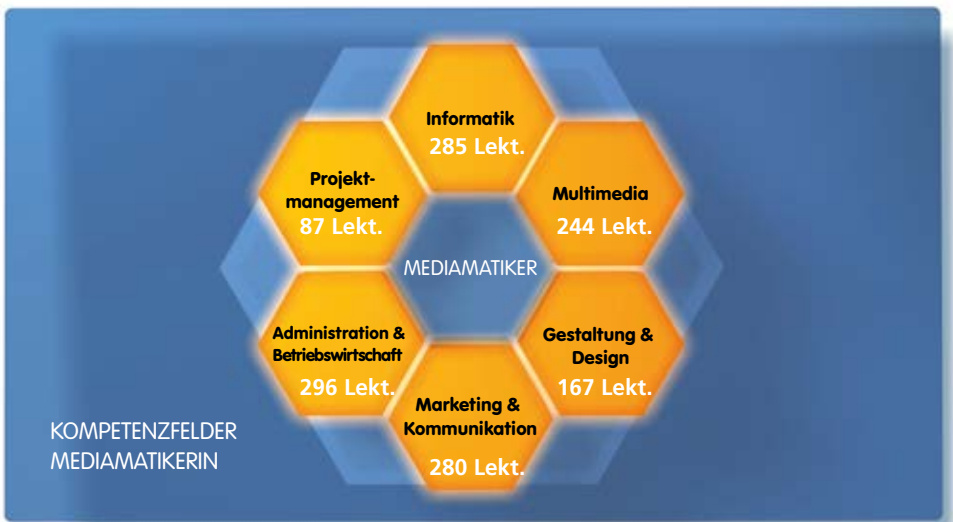 Informatik
285 Lekt.
Projekt-
management
87 Lekt.
Multimedia
244 Lekt.
MEDIAMATIKER
Administration &
Betriebswirtschaft
296 Lekt.
Gestaltung &
Design
167 Lekt.
Marketing &
Kommunikation
280 Lekt.
KOMPETENZFELDER
MEDIAMATIKERIN